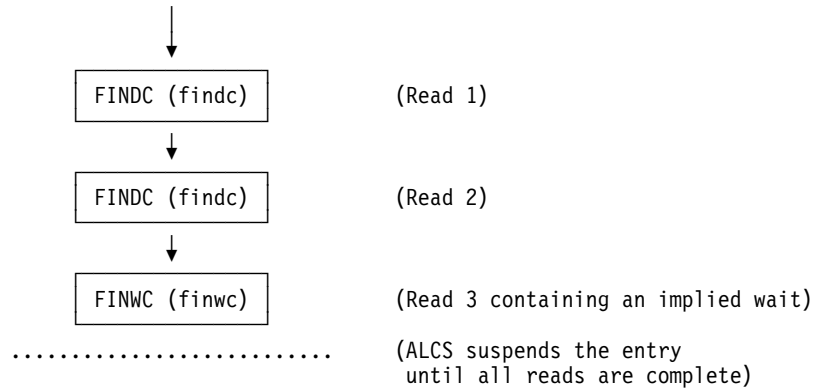 FINDC (findc) (Read 1)
FINDC (findc) (Read 2)
FINWC (finwc) (Read 3 containing an implied wait)
........................... (ALCS suspends the entry
until all reads are complete)